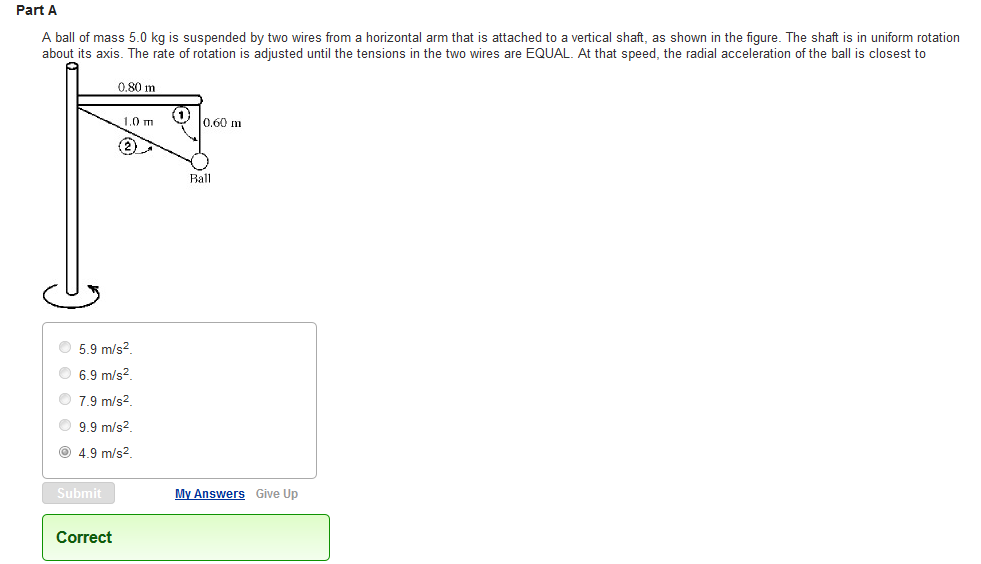 Part A
A ball of mass 5.0 kg is suspended by two wires from a horizontal arm that is attached to a vertical shaft, as shown in the figure. The shaft is in uniform rotation
about its axis. The rate of rotation is adjusted until the tensions in the two wires are EQUAL. At that speed, the radial acceleration of the ball is closest to
0.80 m
1.0 m
1
0.60 m
2
Ball
5.9 m/s².
6.9 m/s².
7.9 m/s².
9.9 m/s².
4.9 m/s².
Submit My Answers Give Up
Correct